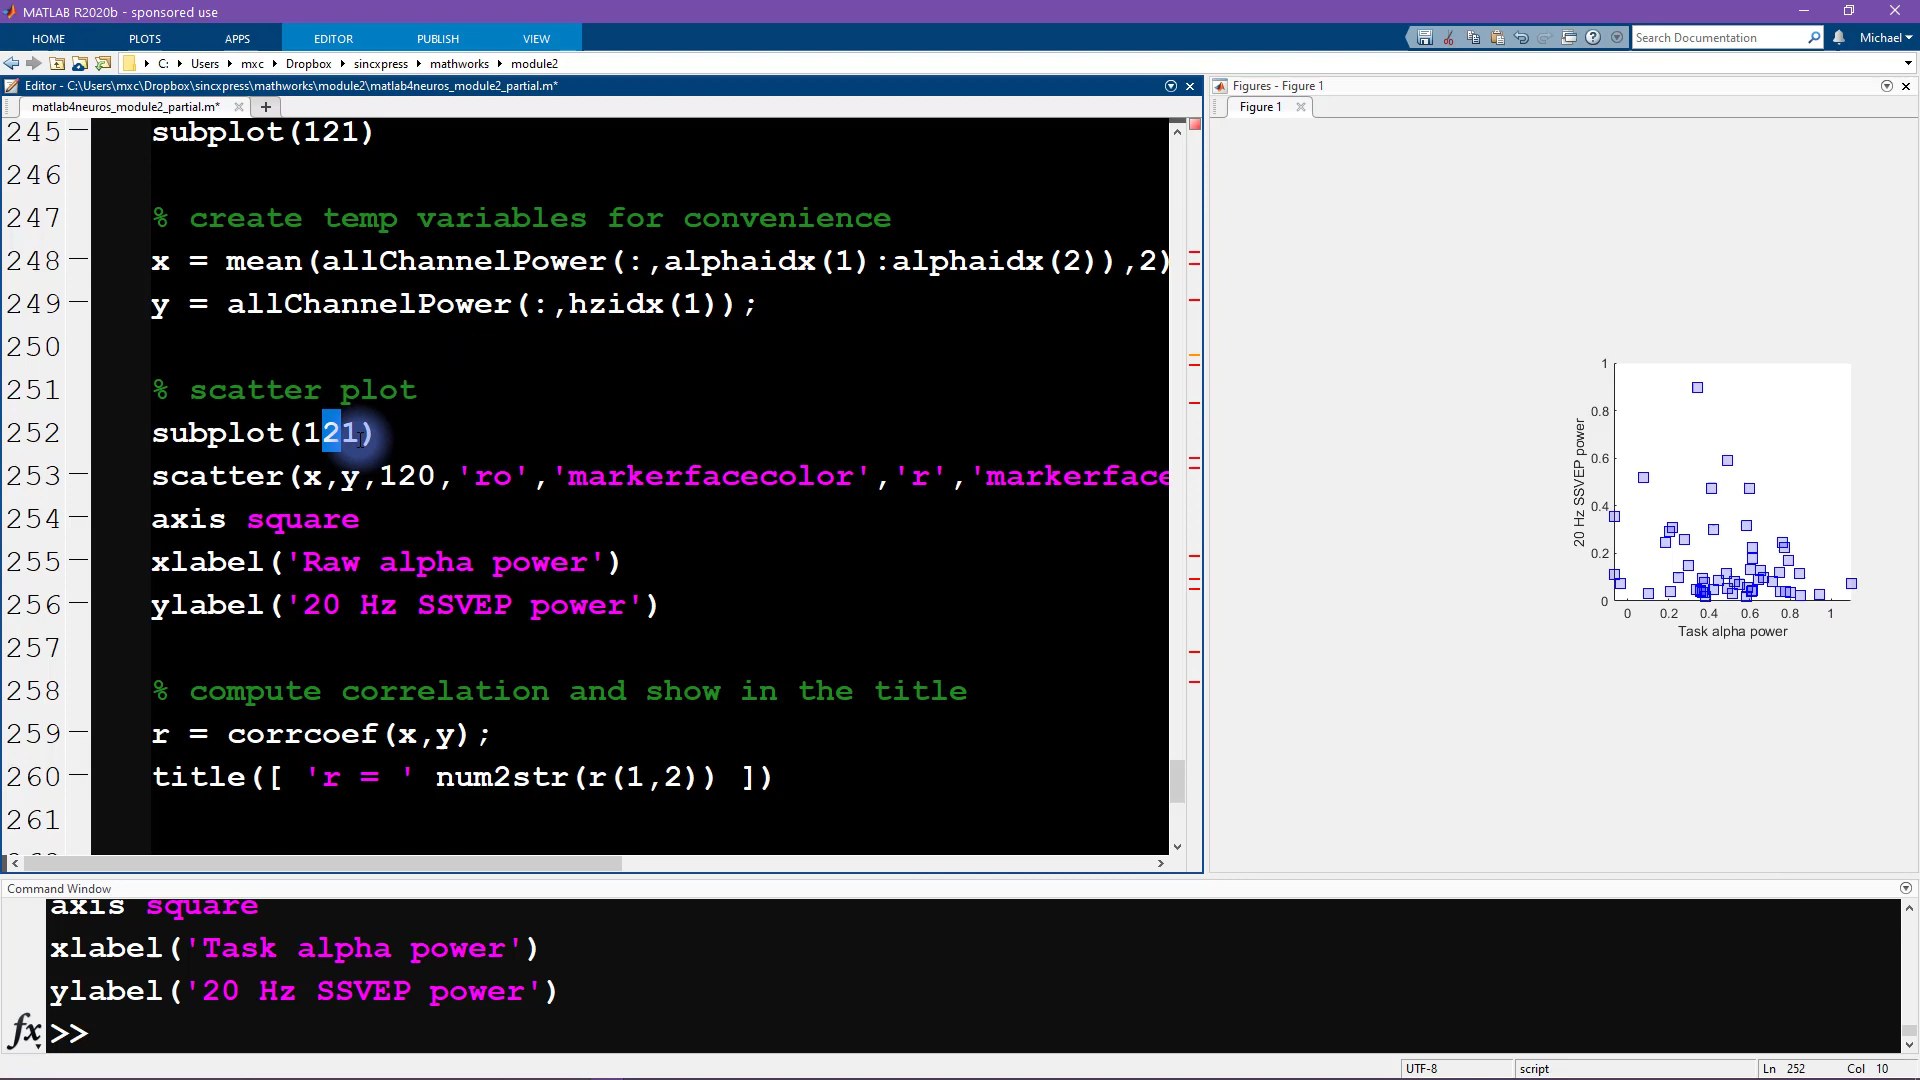 MATLAB R2020b - sponsored use
HOME PLOTS APPS EDITOR PUBLISH VIEW Search Documentation Michael
C: Users mxc Dropbox sincxpress mathworks module2
Editor - C:\Users\mxc\Dropbox\sincxpress\mathworks\module2\matlab4neuros_module2_partial.m*
matlab4neuros_module2_partial.m*
245 subplot(121)
246
247 % create temp variables for convenience
248 x = mean(allChannelPower(:,alphaidx(1):alphaidx(2)),2)
249 y = allChannelPower(:,hzidx(1));
250
251 % scatter plot
252 subplot(121)
253 scatter(x,y,120,'ro','markerfacecolor','r','markerface
254 axis square
255 xlabel('Raw alpha power')
256 ylabel('20 Hz SSVEP power')
257
258 % compute correlation and show in the title
259 r = corrcoef(x,y);
260 title([ 'r = ' num2str(r(1,2)) ])
261
Figures - Figure 1
Figure 1
1
0.8
0.6
0.4
0.2
0
20 Hz SSVEP power
0 0.2 0.4 0.6 0.8 1
Task alpha power
Command Window
axis square
xlabel('Task alpha power')
ylabel('20 Hz SSVEP power')
fx >>
UTF-8 script Ln 252 Col 10